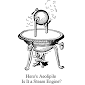 Hero's Aeolipile
Is It a Steam Engine?